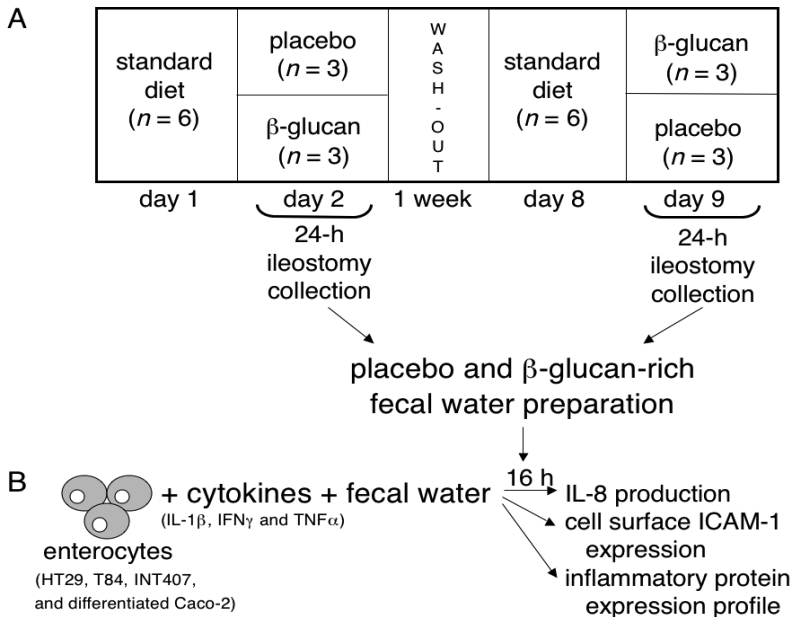 A
standard
diet
(n = 6)
placebo
(n = 3)
β-glucan
(n = 3)
WASH-OUT
standard
diet
(n = 6)
β-glucan
(n = 3)
placebo
(n = 3)
day 1
day 2
1 week
day 8
day 9
24-h
ileostomy
collection
24-h
ileostomy
collection
placebo and β-glucan-rich
fecal water preparation
B
+ cytokines + fecal water
(IL-1β, IFNγ and TNFα)
16 h
enterocytes
(HT29, T84, INT407,
and differentiated Caco-2)
IL-8 production
cell surface ICAM-1
expression
inflammatory protein
expression profile